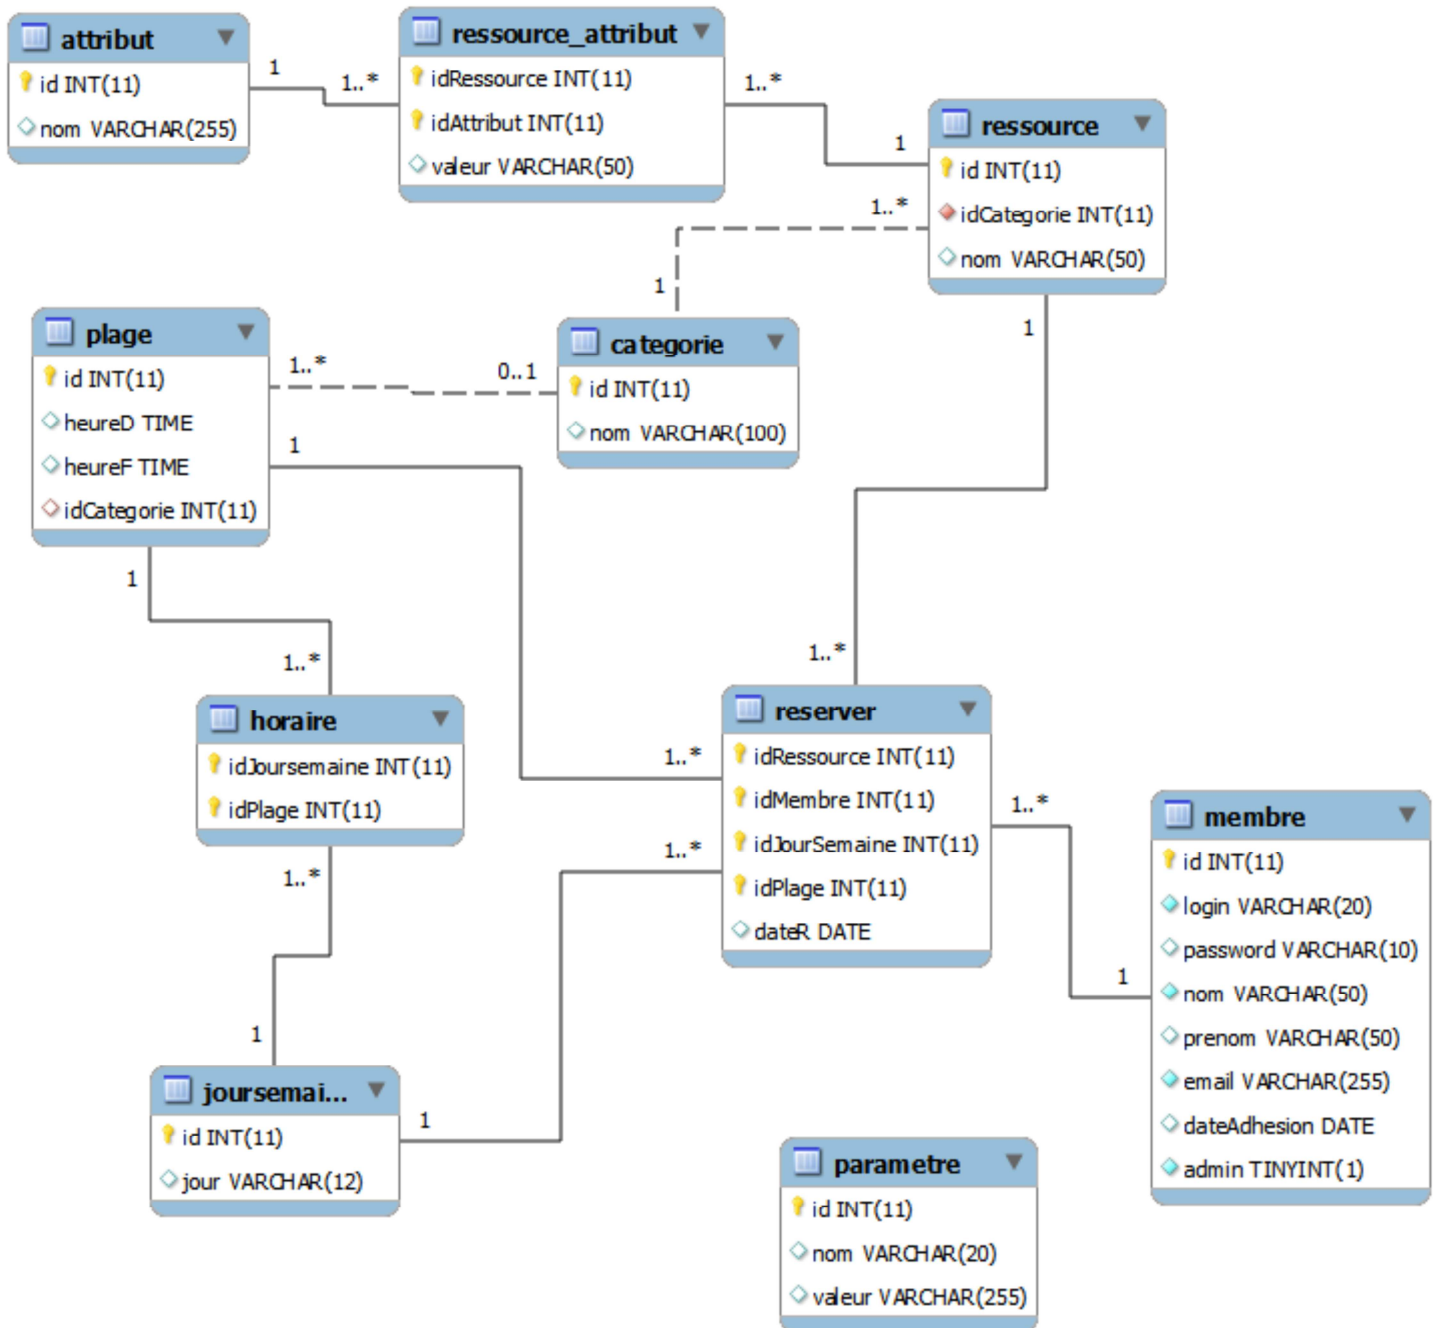 attribut
id INT(11)
nom VARCHAR(255)
1
1..*
ressource_attribut
idRessource INT(11)
idAttribut INT(11)
valeur VARCHAR(50)
1..*
1
ressource
id INT(11)
idCategorie INT(11)
nom VARCHAR(50)
1..*
1
1
plage
id INT(11)
heureD TIME
heureF TIME
idCategorie INT(11)
1..*
0..1
categorie
id INT(11)
nom VARCHAR(100)
1
1
1..*
horaire
idJoursemaine INT(11)
idPlage INT(11)
1..*
1
1..*
1..*
1..*
reserver
idRessource INT(11)
idMembre INT(11)
idJourSemaine INT(11)
idPlage INT(11)
dateR DATE
1..*
1
membre
id INT(11)
login VARCHAR(20)
password VARCHAR(10)
nom VARCHAR(50)
prenom VARCHAR(50)
email VARCHAR(255)
dateAdhesion DATE
admin TINYINT(1)
joursemai...
id INT(11)
jour VARCHAR(12)
1
parametre
id INT(11)
nom VARCHAR(20)
valeur VARCHAR(255)